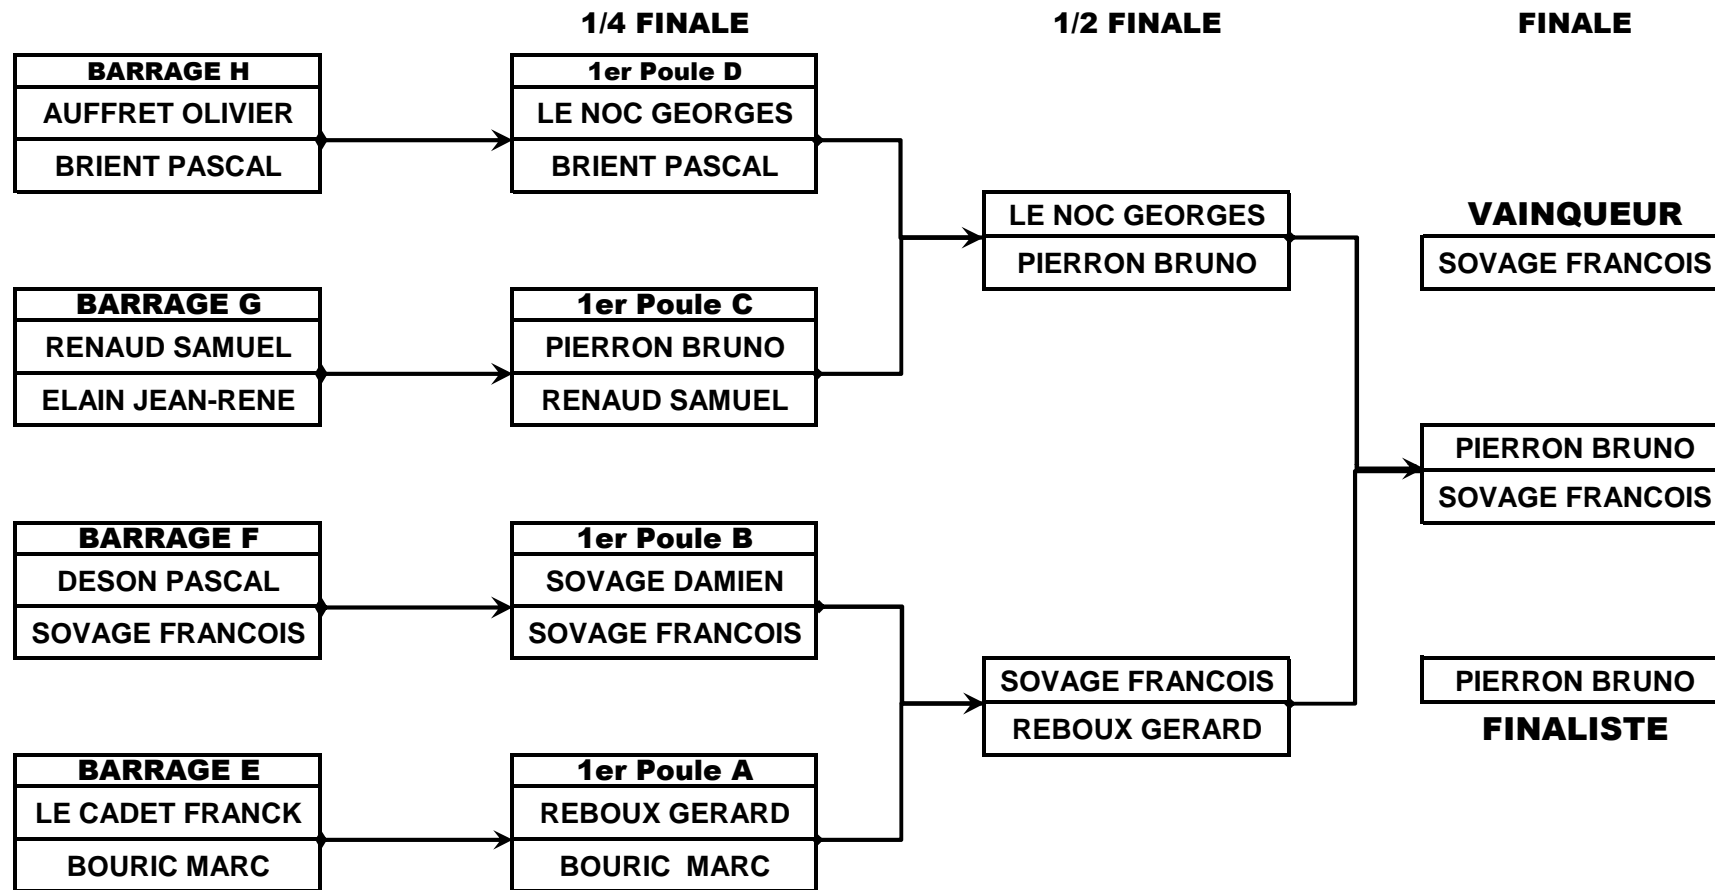 1/4 FINALE
1/2 FINALE
FINALE
BARRAGE H
AUFFRET OLIVIER
BRIENT PASCAL
1er Poule D
LE NOC GEORGES
BRIENT PASCAL
BARRAGE G
RENAUD SAMUEL
ELAIN JEAN-RENE
1er Poule C
PIERRON BRUNO
RENAUD SAMUEL
BARRAGE F
DESON PASCAL
SOVAGE FRANCOIS
1er Poule B
SOVAGE DAMIEN
SOVAGE FRANCOIS
BARRAGE E
LE CADET FRANCK
BOURIC MARC
1er Poule A
REBOUX GERARD
BOURIC  MARC
LE NOC GEORGES
PIERRON BRUNO
SOVAGE FRANCOIS
REBOUX GERARD
VAINQUEUR
SOVAGE FRANCOIS
PIERRON BRUNO
SOVAGE FRANCOIS
PIERRON BRUNO
FINALISTE